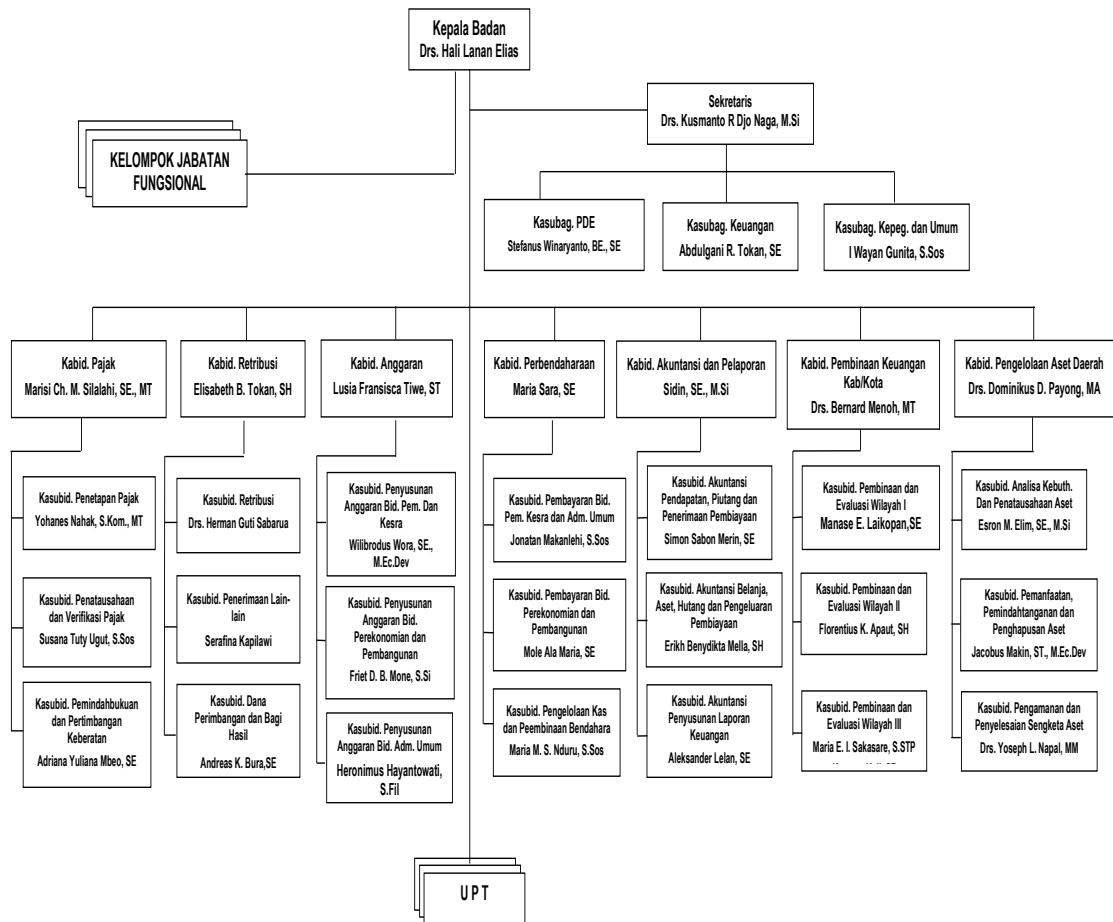 Kepala Badan
Drs. Hali Lanan Elias
Sekretaris
Drs. Kusmanto R Djo Naga, M.Si
KELOMPOK JABATAN
FUNGSIONAL
Kasubag. PDE
Stefanus Winaryanto, BE., SE
Kasubag. Keuangan
Abdulgani R. Tokan, SE
Kasubag. Kepeg. dan Umum
I Wayan Gunita, S.Sos
Kabid. Pajak
Marisi Ch. M. Silalahi, SE., MT
Kabid. Retribusi
Elisabeth B. Tokan, SH
Kabid. Anggaran
Lusia Fransisca Tiwe, ST
Kabid. Perbendaharaan
Maria Sara, SE
Kabid. Akuntansi dan Pelaporan
Sidin, SE., M.Si
Kabid. Pembinaan Keuangan
Kab/Kota
Drs. Bernard Menoh, MT
Kabid. Pengelolaan Aset Daerah
Drs. Dominikus D. Payong, MA
Kasubid. Penetapan Pajak
Yohanes Nahak, S.Kom., MT
Kasubid. Retribusi
Drs. Herman Guti Sabarua
Kasubid. Penyusunan
Anggaran Bid. Pem. Dan
Kesra
Wilibrodus Wora, SE.,
M.Ec.Dev
Kasubid. Pembayaran Bid.
Pem. Kesra dan Adm. Umum
Jonatan Makanlehi, S.Sos
Kasubid. Akuntansi
Pendapatan, Piutang dan
Penerimaan Pembiayaan
Simon Sabon Merin, SE
Kasubid. Pembinaan dan
Evaluasi Wilayah I
Manase E. Laikopan,SE
Kasubid. Analisa Kebuth.
Dan Penatausahaan Aset
Esron M. Elim, SE., M.Si
Kasubid. Penatausahaan
dan Verifikasi Pajak
Susana Tuty Ugut, S.Sos
Kasubid. Penerimaan Lain-
lain
Serafina Kapilawi
Kasubid. Penyusunan
Anggaran Bid.
Perekonomian dan
Pembangunan
Friet D. B. Mone, S.Si
Kasubid. Pembayaran Bid.
Perekonomian dan
Pembangunan
Mole Ala Maria, SE
Kasubid. Akuntansi Belanja,
Aset, Hutang dan Pengeluaran
Pembiayaan
Erikh Benydikta Mella, SH
Kasubid. Pembinaan dan
Evaluasi Wilayah II
Florentius K. Apaut, SH
Kasubid. Pemanfaatan,
Pemindahtanganan dan
Penghapusan Aset
Jacobus Makin, ST., M.Ec.Dev
Kasubid. Pemindahbukuan
dan Pertimbangan
Keberatan
Adriana Yuliana Mbeo, SE
Kasubid. Dana
Perimbangan dan Bagi
Hasil
Andreas K. Bura,SE
Kasubid. Penyusunan
Anggaran Bid. Adm. Umum
Heronimus Hayantowati,
S.Fil
Kasubid. Pengelolaan Kas
dan Peembinaan Bendahara
Maria M. S. Nduru, S.Sos
Kasubid. Akuntansi
Penyusunan Laporan
Keuangan
Aleksander Lelan, SE
Kasubid. Pembinaan dan
Evaluasi Wilayah III
Maria E. I. Sakasare, S.STP
Kasubid. Pengamanan dan
Penyelesaian Sengketa Aset
Drs. Yoseph L. Napal, MM
U P T